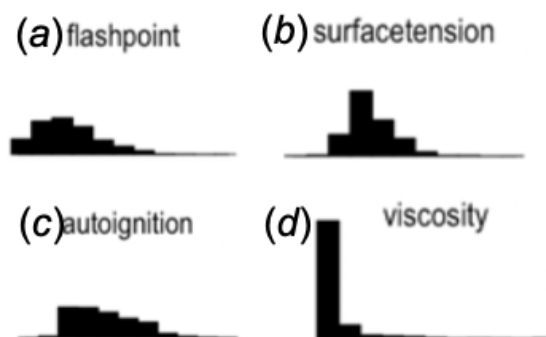 (a) flashpoint
(b) surfacetension
(c) autoignition
(d) viscosity